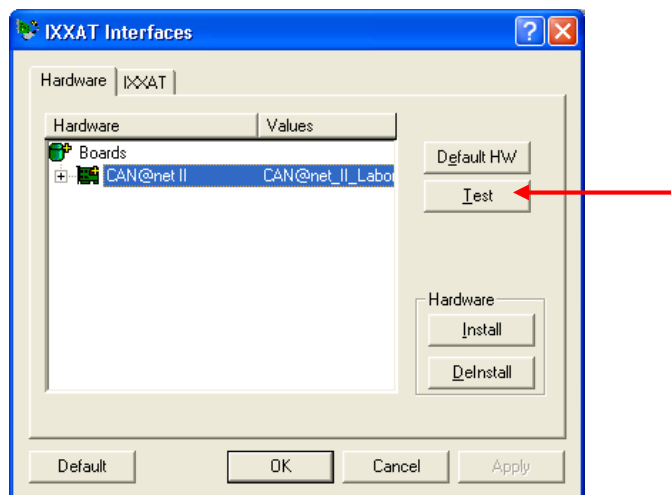 IXXAT Interfaces
Hardware IXXAT
Hardware Values
Boards
CAN@net II CAN@net_II_Labor
Default HW
Test
Hardware
Install
DeInstall
Default OK Cancel Apply